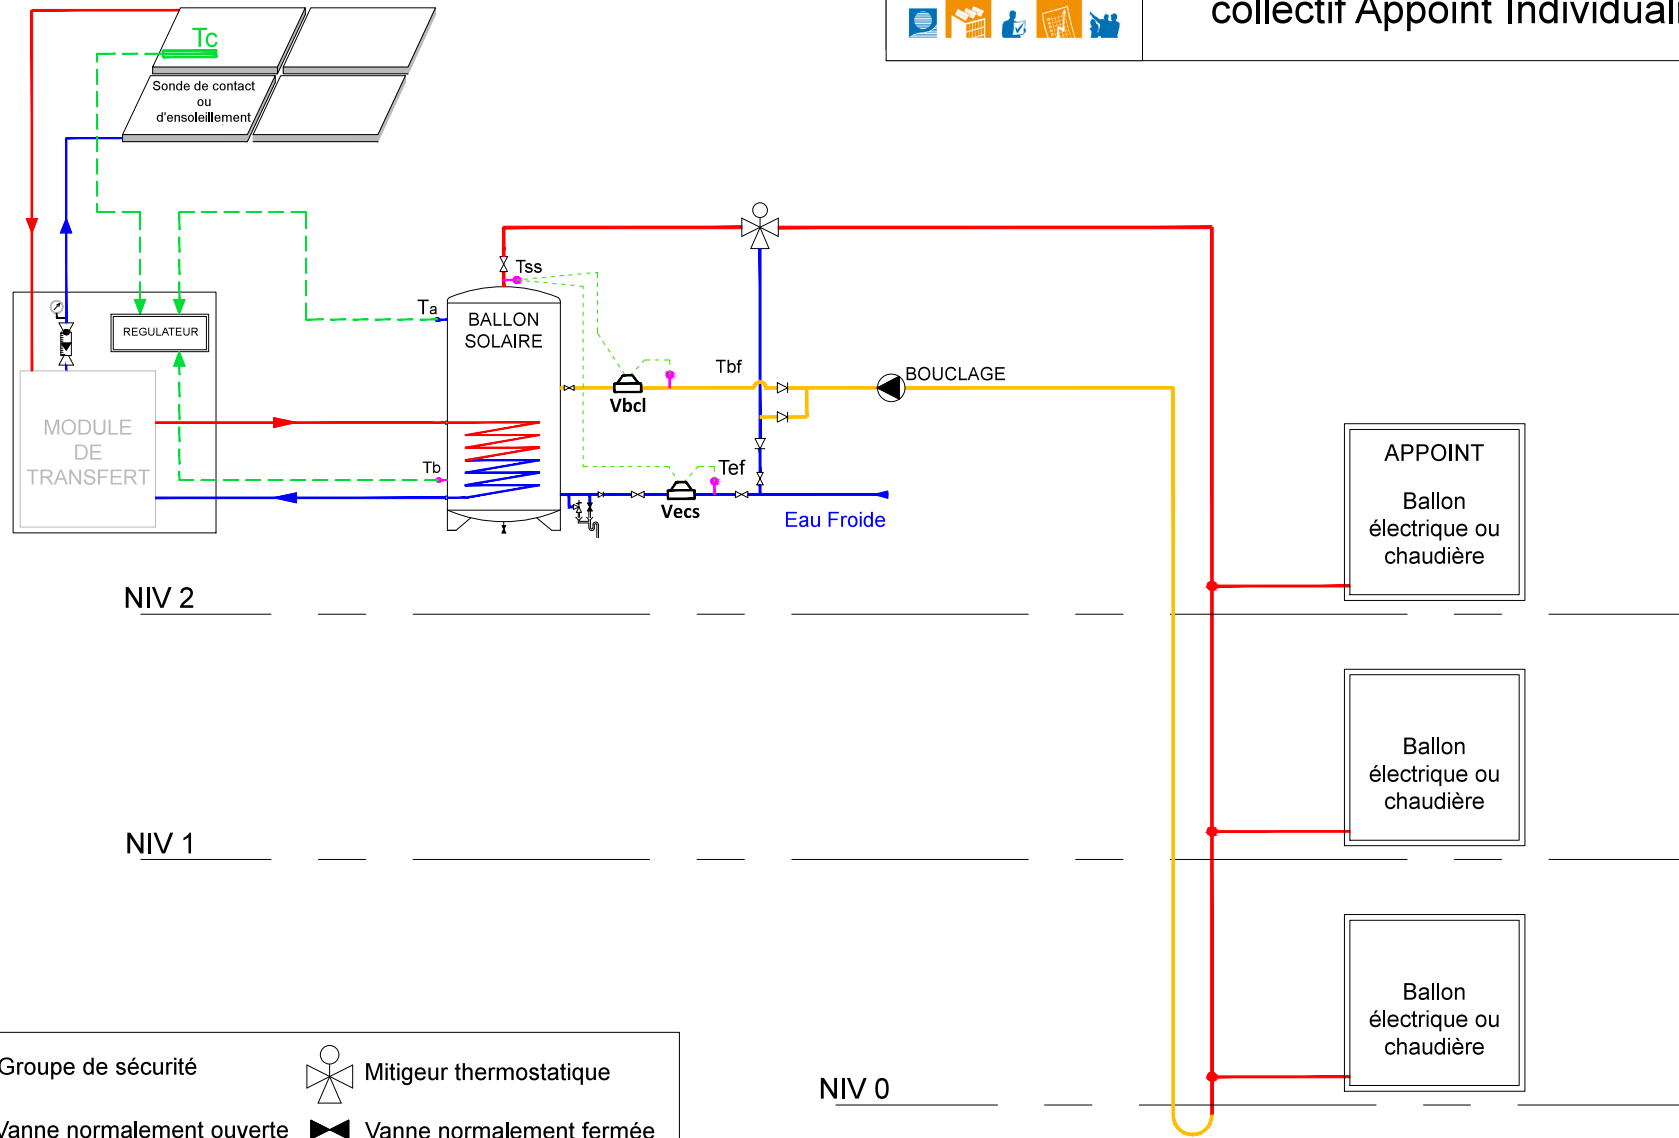 collectif Appoint
Tc
Sonde de contact
ou
d'ensoleillement
Tss
Ta
BALLON
SOLAIRE
REGULATEUR
Tbf
BOUCLAGE
Vbcl
MODULE
DE
TRANSFERT
Tb
Tef
Vecs
Eau Froide
APPOINT
Ballon
électrique ou
chaudière
NIV 2
Ballon
électrique ou
chaudière
NIV 1
Ballon
électrique ou
chaudière
NIV 0
Groupe de sécurité
Mitigeur thermostatique
Vanne normalement ouverte
Vanne normalement fermée